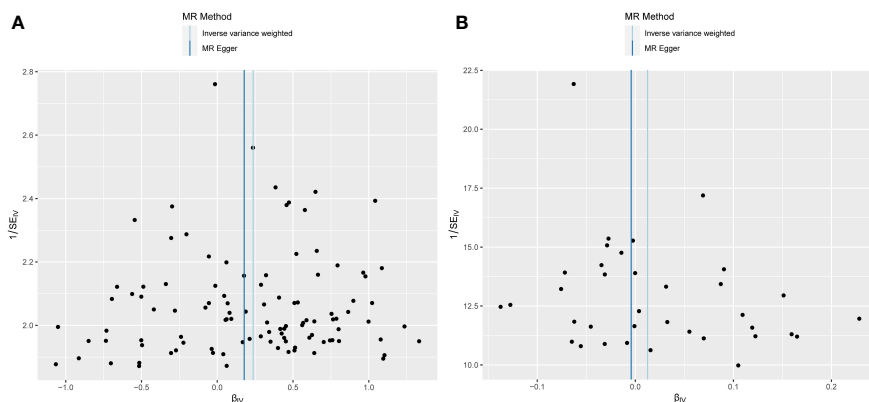 A
MR Method
Inverse variance weighted
MR Egger
2.8
2.6
2.4
2.2
2.0
1/SE_IV
−1.0
−0.5
0.0
0.5
1.0
β_IV
B
MR Method
Inverse variance weighted
MR Egger
22.5
20.0
17.5
15.0
12.5
10.0
1/SE_IV
−0.1
0.0
0.1
0.2
β_IV